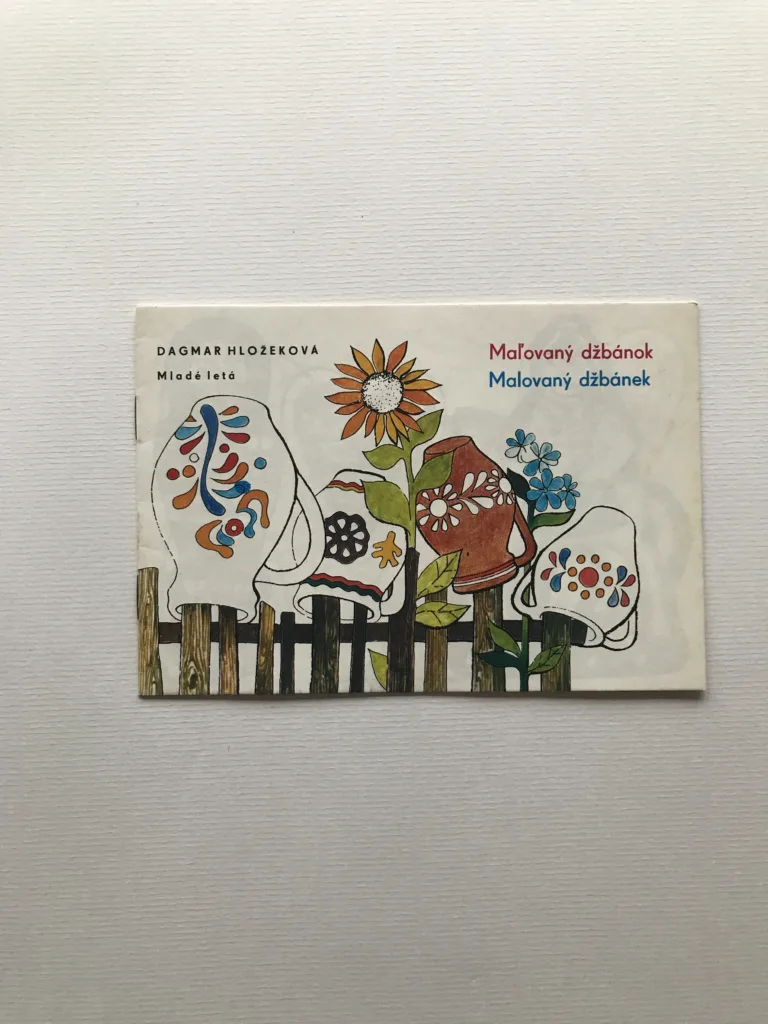 DAGMAR HLOŽEKOVÁ
Mladé letá
Maľovaný džbánok
Malovaný džbánek